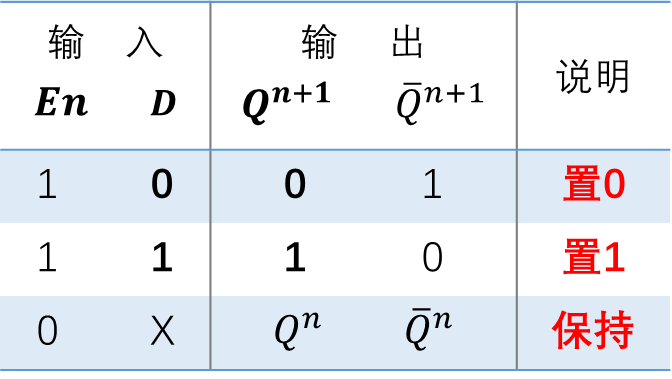 输 入 输 出 说明
En D Qⁿ⁺¹ Q̄ⁿ⁺¹
1 0 0 1 置0
1 1 1 0 置1
0 X Qⁿ Q̄ⁿ 保持